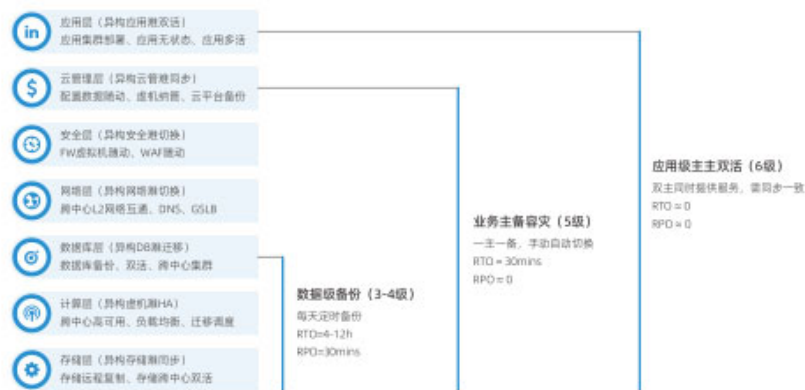 应用层（异构应用难双活）
应用集群部署、应用无状态、应用多活
云管理层（异构云管难同步）
配置数据随动、虚机纳管、云平台备份
安全层（异构安全难切换）
FW虚拟机随动、WAF随动
网络层（异构网络难切换）
跨中心L2网络互通、DNS、GSLB
数据库层（异构DB难迁移）
数据库备份、双活、跨中心集群
计算层（异构虚机难HA）
跨中心高可用、负载均衡、迁移调度
存储层（异构存储难同步）
存储远程复制、存储跨中心双活
数据级备份（3-4级）
每天定时备份
RTO=4-12h
RPO=30mins
业务主备容灾（5级）
一主一备，手动自动切换
RTO = 30mins
RPO ≈ 0
应用级主主双活（6级）
双主同时提供服务，需同步一致
RTO ≈ 0
RPO ≈ 0